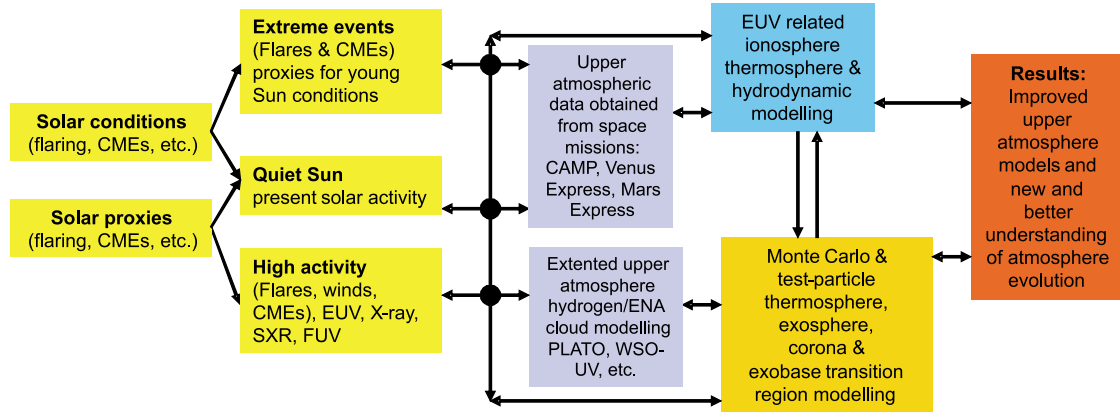 Solar conditions
(flaring, CMEs, etc.)
Solar proxies
(flaring, CMEs, etc.)
Extreme events
(Flares & CMEs)
proxies for young
Sun conditions
Quiet Sun
present solar activity
High activity
(Flares, winds,
CMEs), EUV, X-ray,
SXR, FUV
Upper
atmospheric
data obtained
from space
missions:
CAMP, Venus
Express, Mars
Express
Extented upper
atmosphere
hydrogen/ENA
cloud modelling
PLATO, WSO-
UV, etc.
EUV related
ionosphere
thermosphere &
hydrodynamic
modelling
Monte Carlo &
test-particle
thermosphere,
exosphere,
corona &
exobase transition
region modelling
Results:
Improved
upper
atmosphere
models and
new and
better
understanding
of atmosphere
evolution